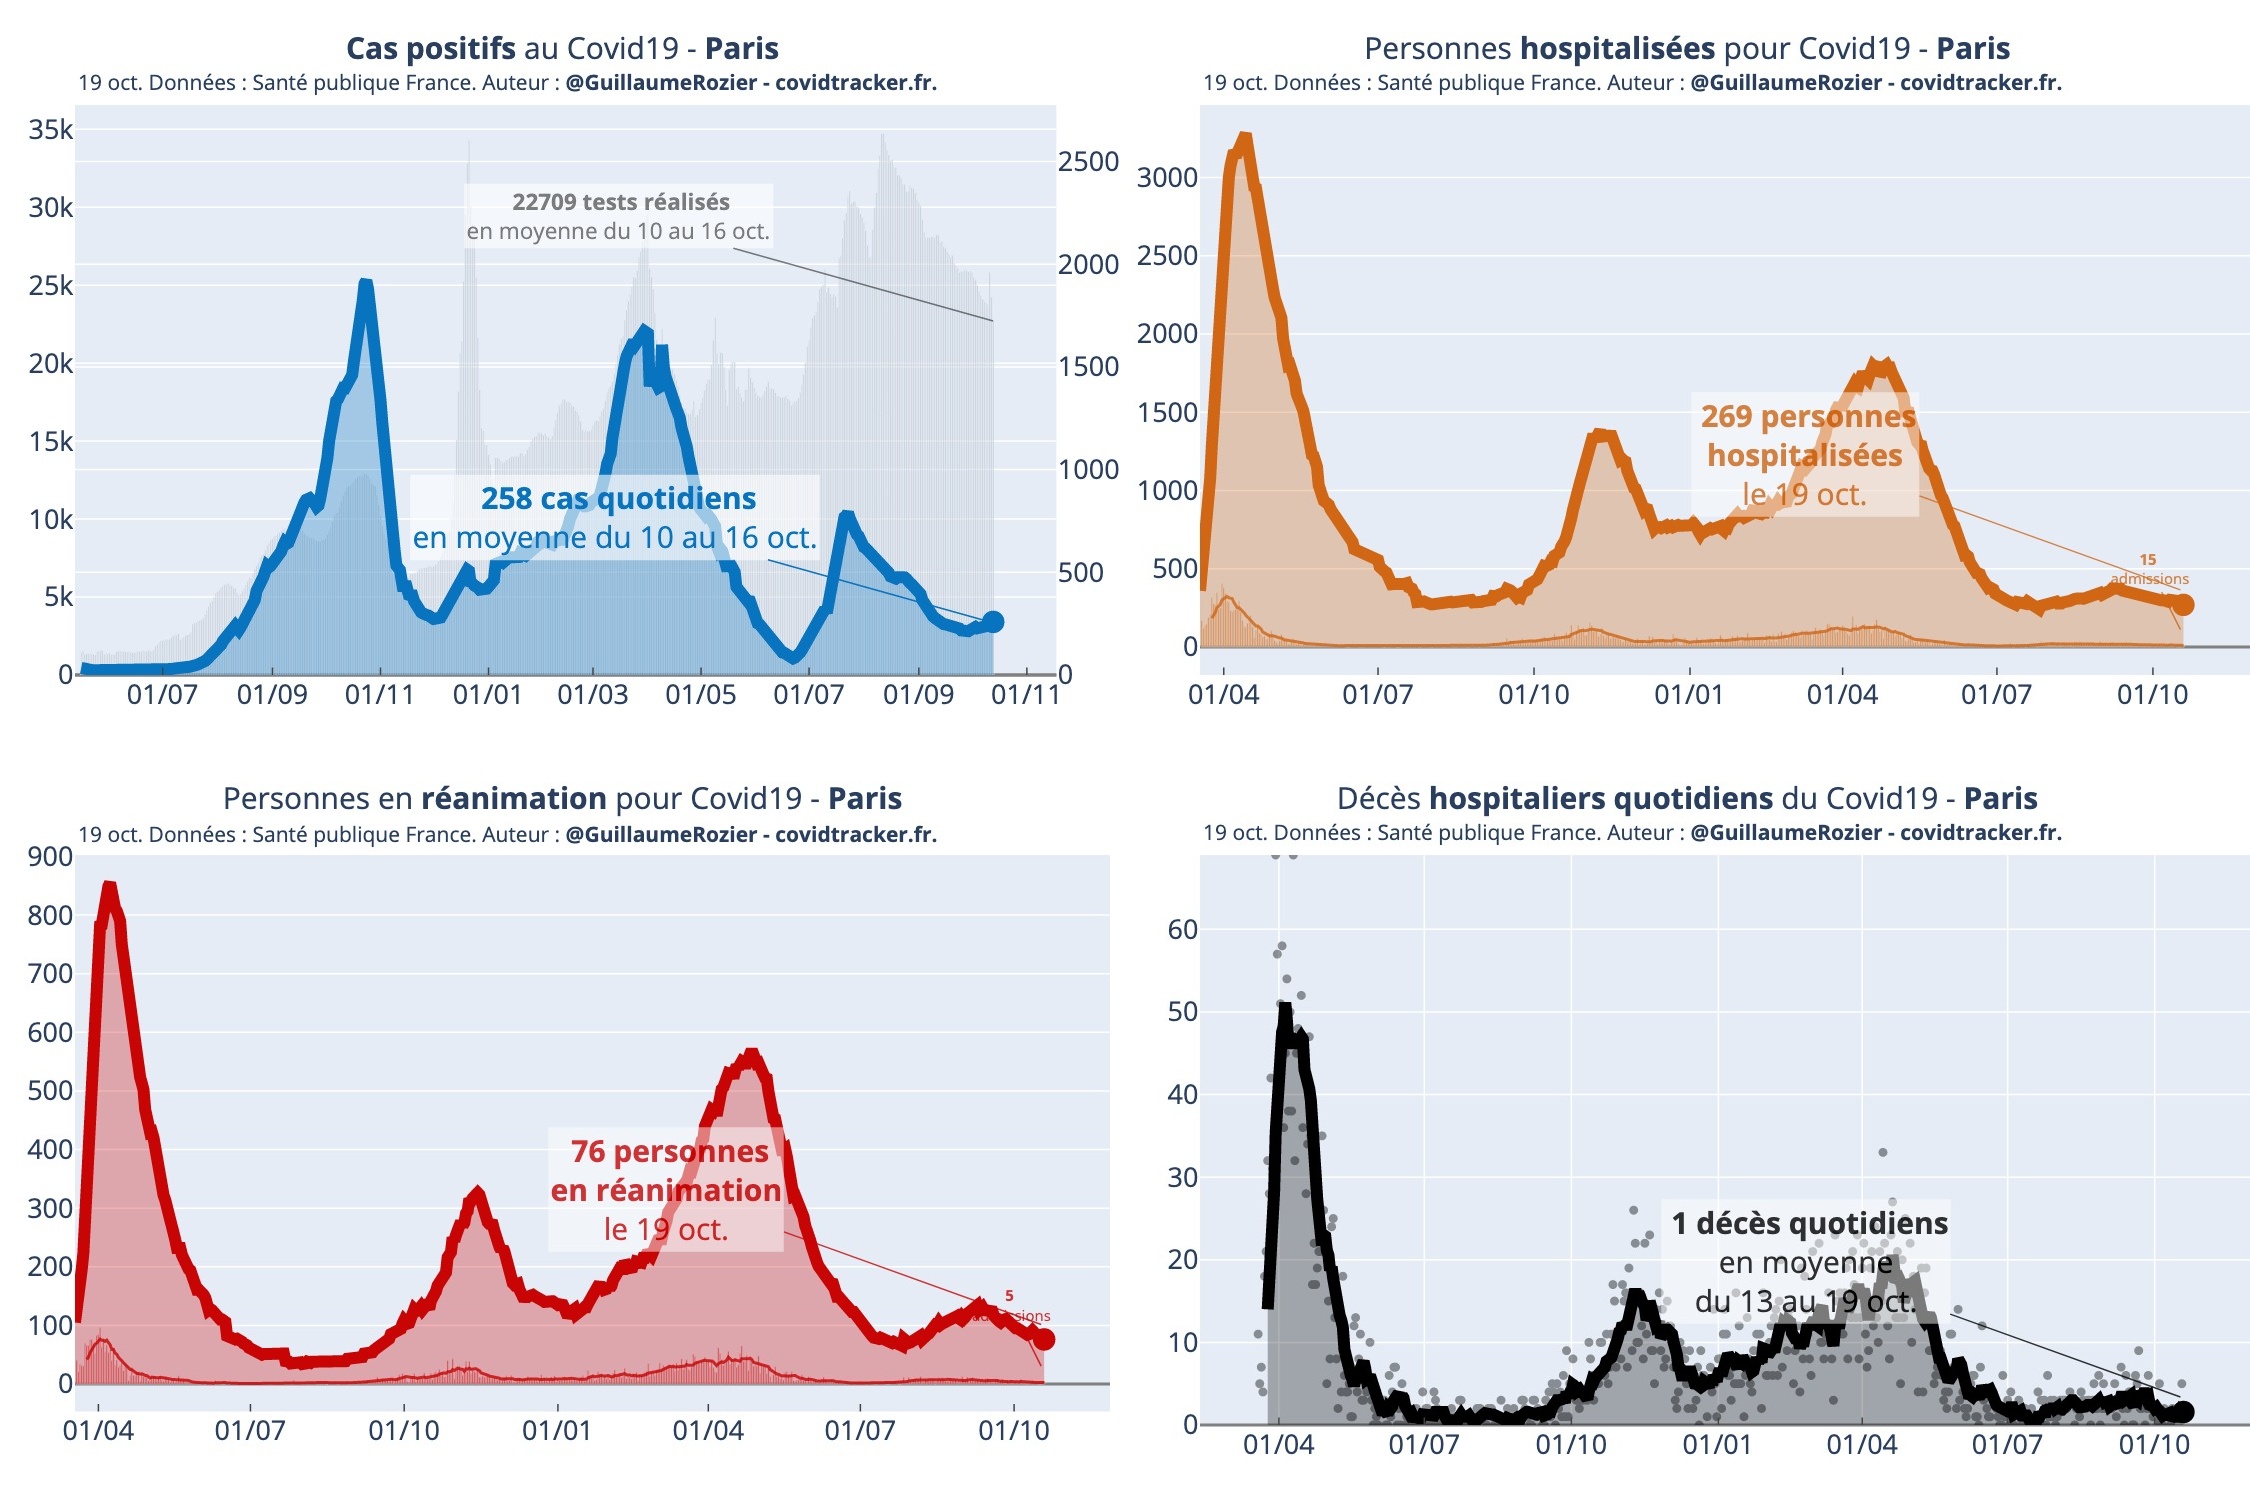 Cas positifs au Covid19 - Paris
19 oct. Données : Santé publique France. Auteur : @GuillaumeRozier - covidtracker.fr.
35k
30k
25k
20k
15k
10k
5k
0
2500
2000
1500
1000
500
0
22709 tests réalisés
en moyenne du 10 au 16 oct.
258 cas quotidiens
en moyenne du 10 au 16 oct.
01/07 01/09 01/11 01/01 01/03 01/05 01/07 01/09 01/11
Personnes hospitalisées pour Covid19 - Paris
19 oct. Données : Santé publique France. Auteur : @GuillaumeRozier - covidtracker.fr.
3000
2500
2000
1500
1000
500
0
269 personnes
hospitalisées
le 19 oct.
15
admissions
01/04 01/07 01/10 01/01 01/04 01/07 01/10
Personnes en réanimation pour Covid19 - Paris
19 oct. Données : Santé publique France. Auteur : @GuillaumeRozier - covidtracker.fr.
900
800
700
600
500
400
300
200
100
0
76 personnes
en réanimation
le 19 oct.
5
admissions
01/04 01/07 01/10 01/01 01/04 01/07 01/10
Décès hospitaliers quotidiens du Covid19 - Paris
19 oct. Données : Santé publique France. Auteur : @GuillaumeRozier - covidtracker.fr.
60
50
40
30
20
10
0
1 décès quotidiens
en moyenne
du 13 au 19 oct.
01/04 01/07 01/10 01/01 01/04 01/07 01/10